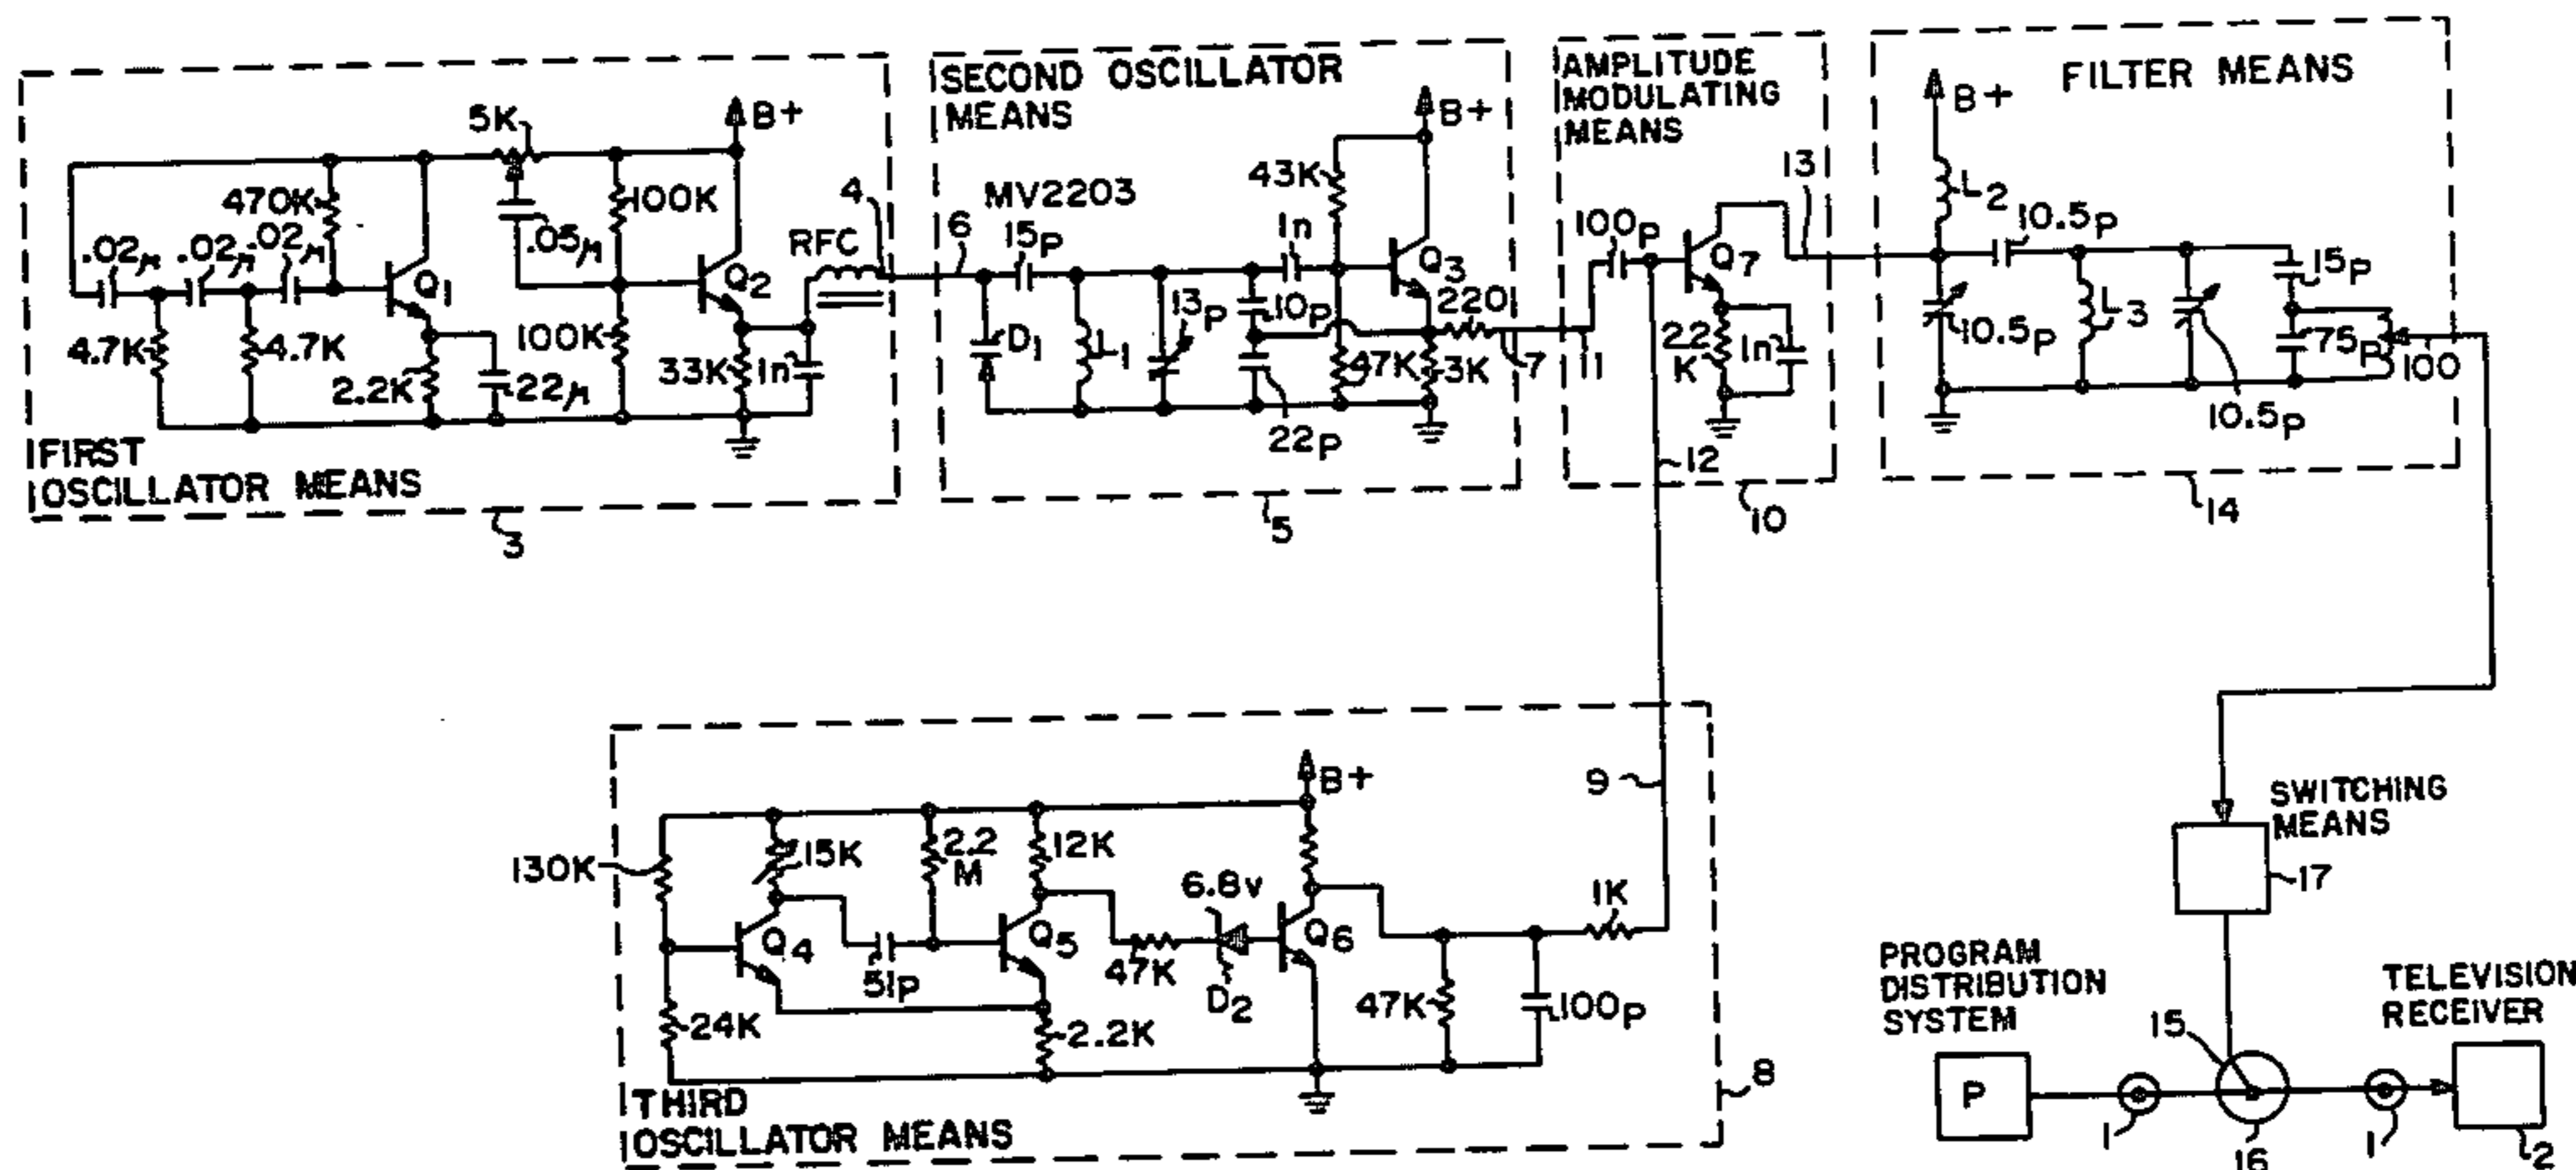 5K
B+
470K
.02μ
.02μ
.02μ
4.7K
4.7K
Q1
2.2K
.22μ
.05μ
100K
100K
Q2
33K
1n
RFC
4
FIRST
OSCILLATOR MEANS
3
SECOND OSCILLATOR
MEANS
B+
MV2203
43K
6
15P
1n
Q3
D1
L1
13P
10P
220
22P
47K
3K
7
5
AMPLITUDE
MODULATING
MEANS
100P
Q7
13
11
22
K
1n
12
10
FILTER MEANS
B+
L2
10.5P
10.5P
L3
10.5P
15P
75P
100
14
THIRD
OSCILLATOR MEANS
B+
130K
15K
2.2
M
12K
6.8v
Q4
51P
Q5
47K
D2
Q6
1K
24K
2.2K
47K
100P
9
8
SWITCHING
MEANS
17
PROGRAM
DISTRIBUTION
SYSTEM
TELEVISION
RECEIVER
P
1
15
16
1
2